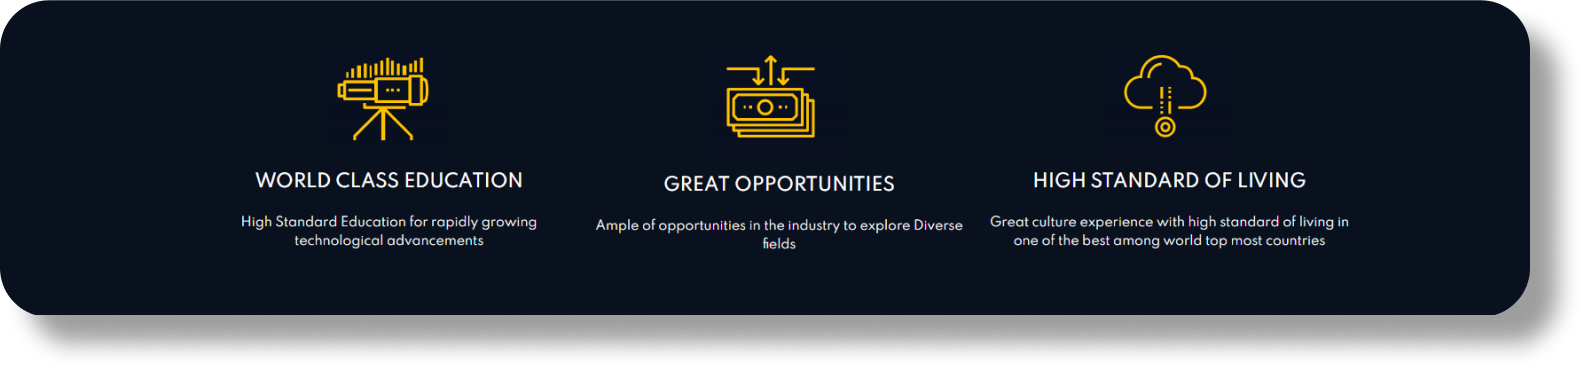 WORLD CLASS EDUCATION
High Standard Education for rapidly growing
technological advancements
GREAT OPPORTUNITIES
Ample of opportunities in the industry to explore Diverse
fields
HIGH STANDARD OF LIVING
Great culture experience with high standard of living in
one of the best among world top most countries